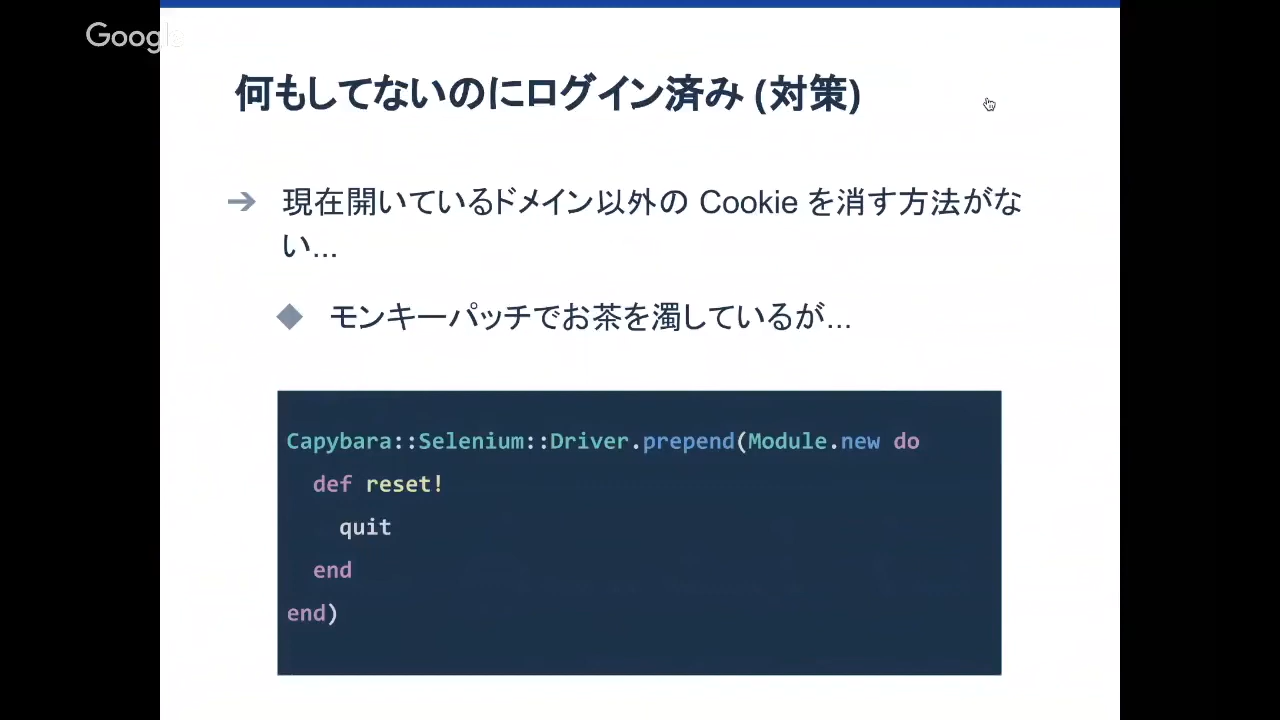 Google
何もしてないのにログイン済み (対策)
➔ 現在開いているドメイン以外の Cookie を消す方法がな
い...
◆ モンキーパッチでお茶を濁しているが...
Capybara::Selenium::Driver.prepend(Module.new do
  def reset!
    quit
  end
end)